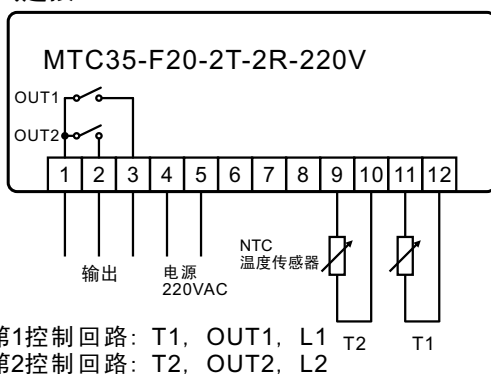 MTC35-F20-2T-2R-220V
OUT1
OUT2
1 2 3 4 5 6 7 8 9 10 11 12
输出
电源
220VAC
NTC
温度传感器
T2
T1
第1控制回路：T1，OUT1，L1
第2控制回路：T2，OUT2，L2